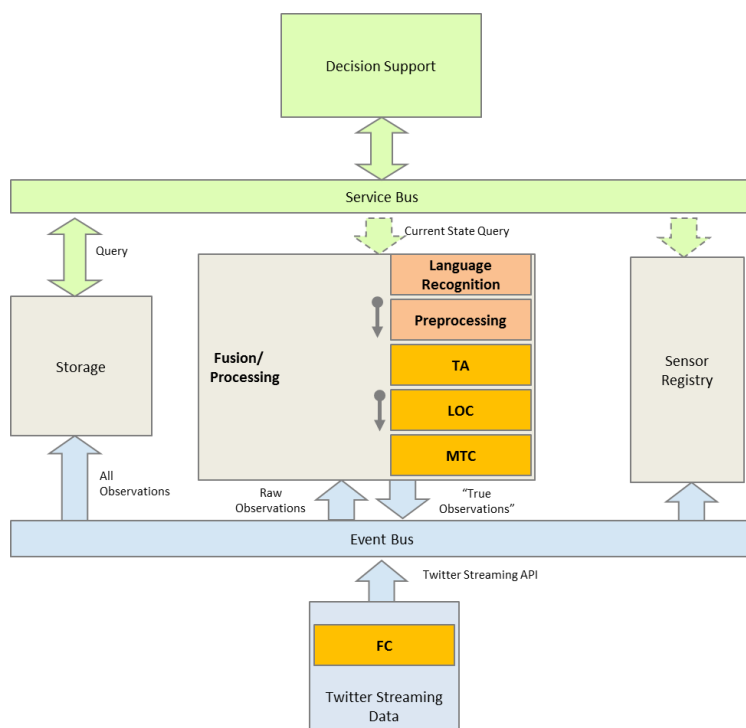 Decision Support
Service Bus
Query
Current State Query
Language
Recognition
Preprocessing
Fusion/
Processing
TA
LOC
MTC
Storage
Sensor
Registry
All
Observations
Raw
Observations
“True
Observations”
Event Bus
Twitter Streaming API
FC
Twitter Streaming
Data